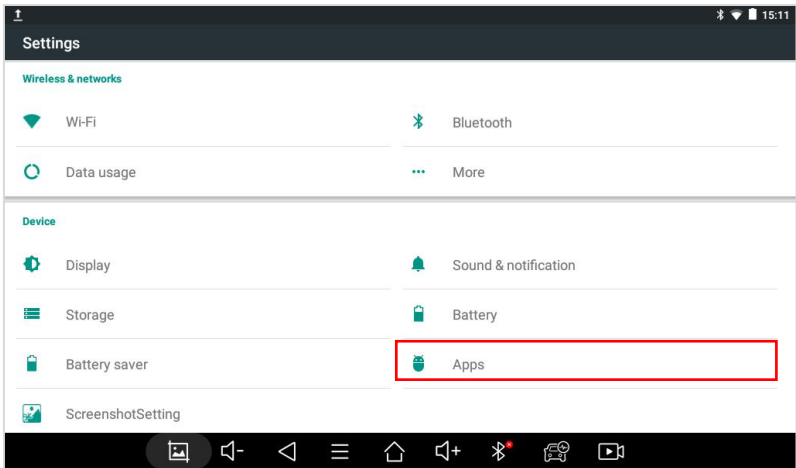 15:11
Settings
Wireless & networks
Wi-Fi
Bluetooth
Data usage
More
Device
Display
Sound & notification
Storage
Battery
Battery saver
Apps
ScreenshotSetting